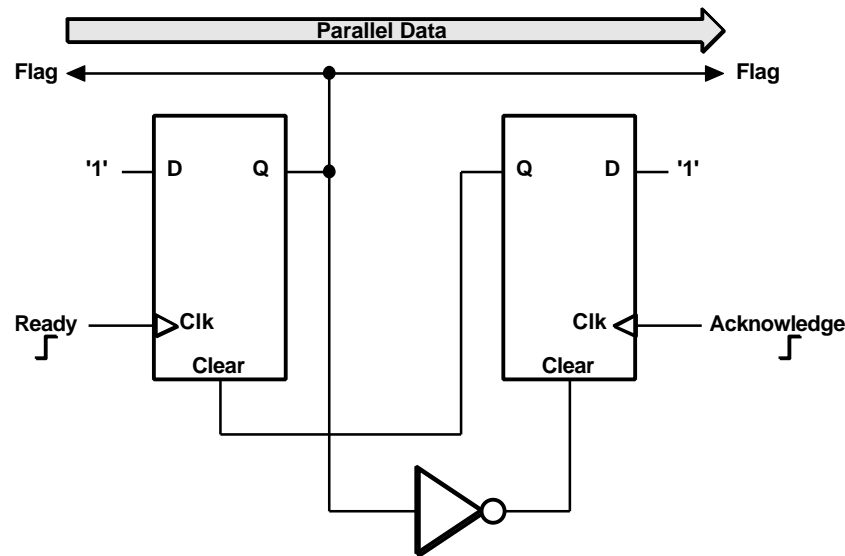 Parallel Data
Flag
Flag
'1'
D
Q
Q
D
'1'
Ready
Clk
Clk
Acknowledge
Clear
Clear